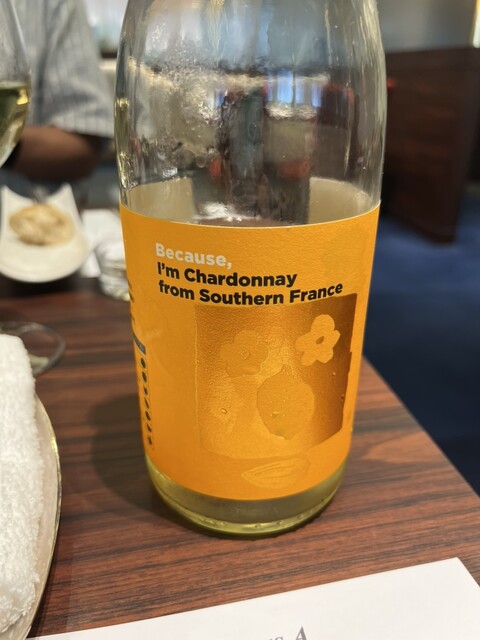 Because,
I'm Chardonnay
from Southern France
A